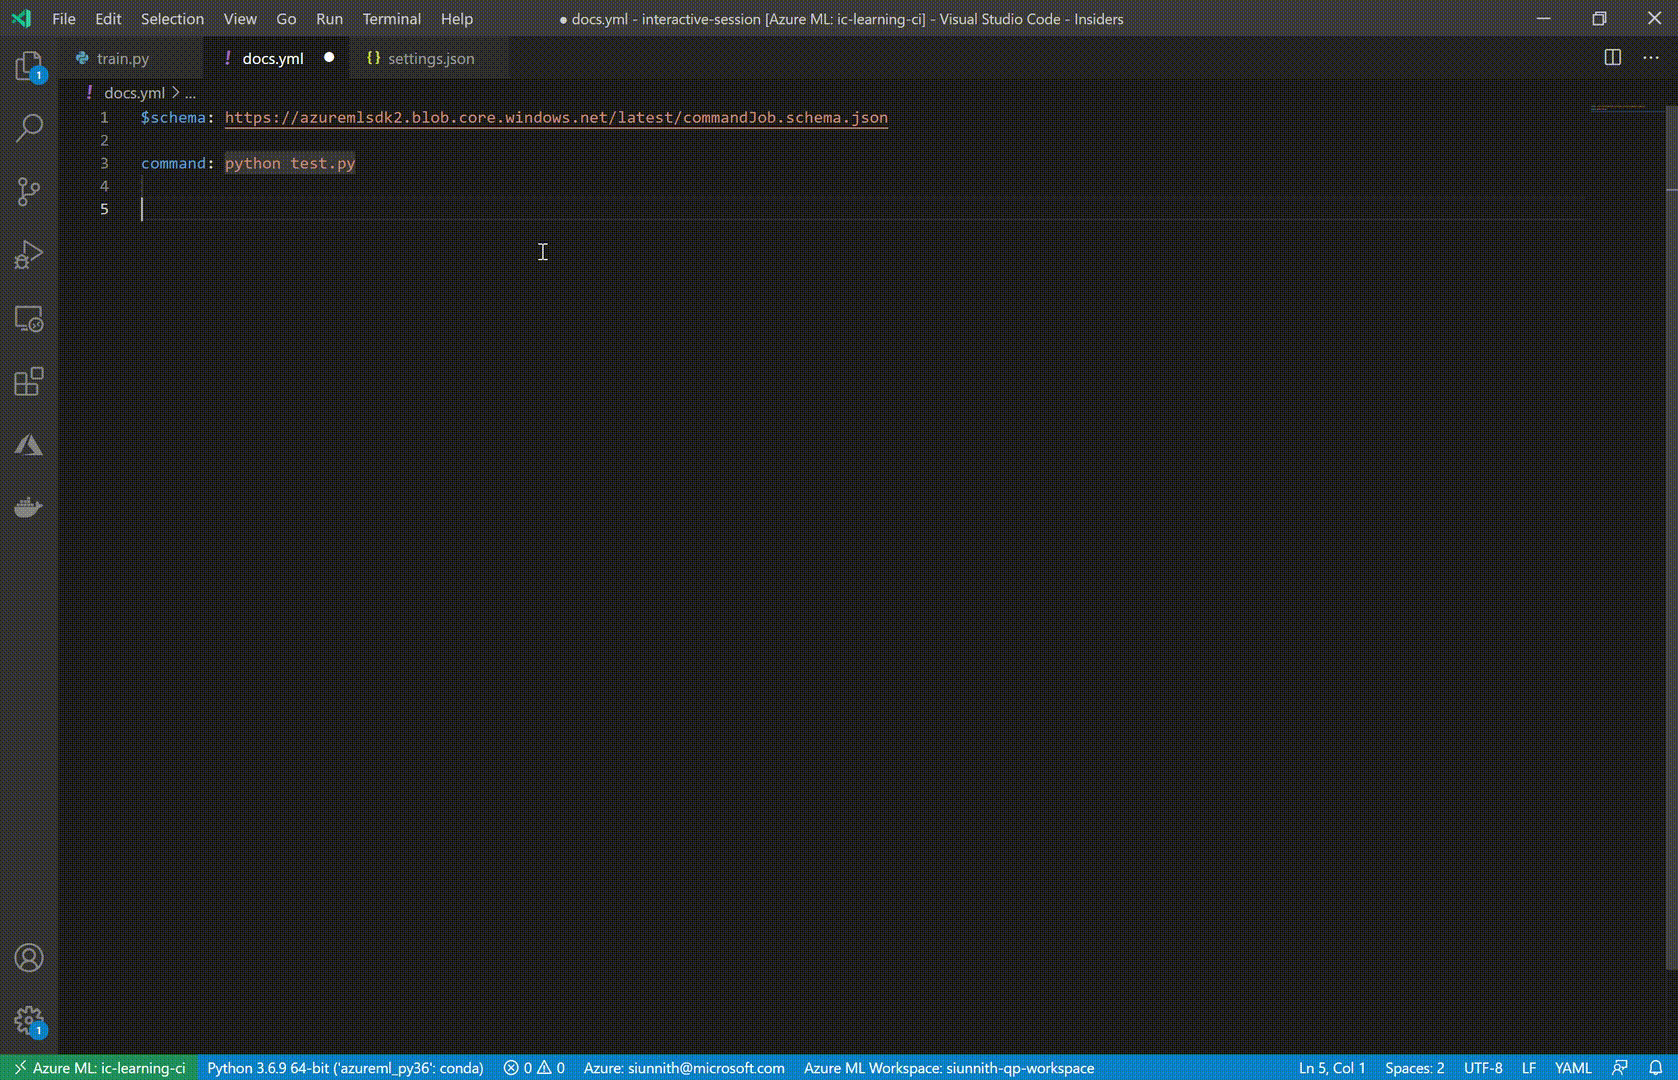 File Edit Selection View Go Run Terminal Help ● docs.yml - interactive-session [Azure ML: ic-learning-ci] - Visual Studio Code - Insiders
train.py ! docs.yml ● {} settings.json ...
! docs.yml > ...
1 $schema: https://azuremlsdk2.blob.core.windows.net/latest/commandJob.schema.json
2
3 command: python test.py
4
5
1
1
Azure ML: ic-learning-ci Python 3.6.9 64-bit ('azureml_py36': conda) 0 0 Azure: siunnith@microsoft.com Azure ML Workspace: siunnith-qp-workspace Ln 5, Col 1 Spaces: 2 UTF-8 LF YAML